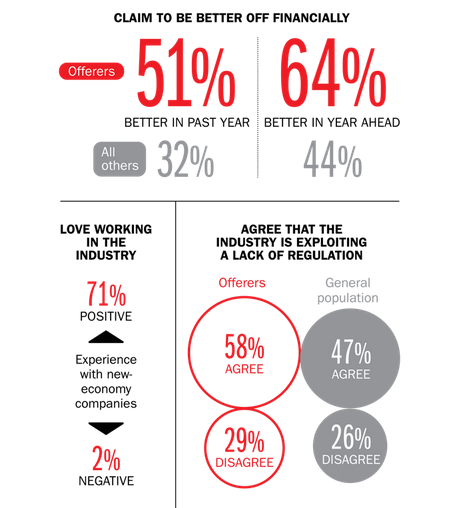 CLAIM TO BE BETTER OFF FINANCIALLY
Offerers
51%
64%
BETTER IN PAST YEAR
BETTER IN YEAR AHEAD
All
others
32%
44%
LOVE WORKING
IN THE
INDUSTRY
71%
POSITIVE
Experience
with new-
economy
companies
2%
NEGATIVE
AGREE THAT THE
INDUSTRY IS EXPLOITING
A LACK OF REGULATION
Offerers
General
population
58%
AGREE
47%
AGREE
29%
DISAGREE
26%
DISAGREE